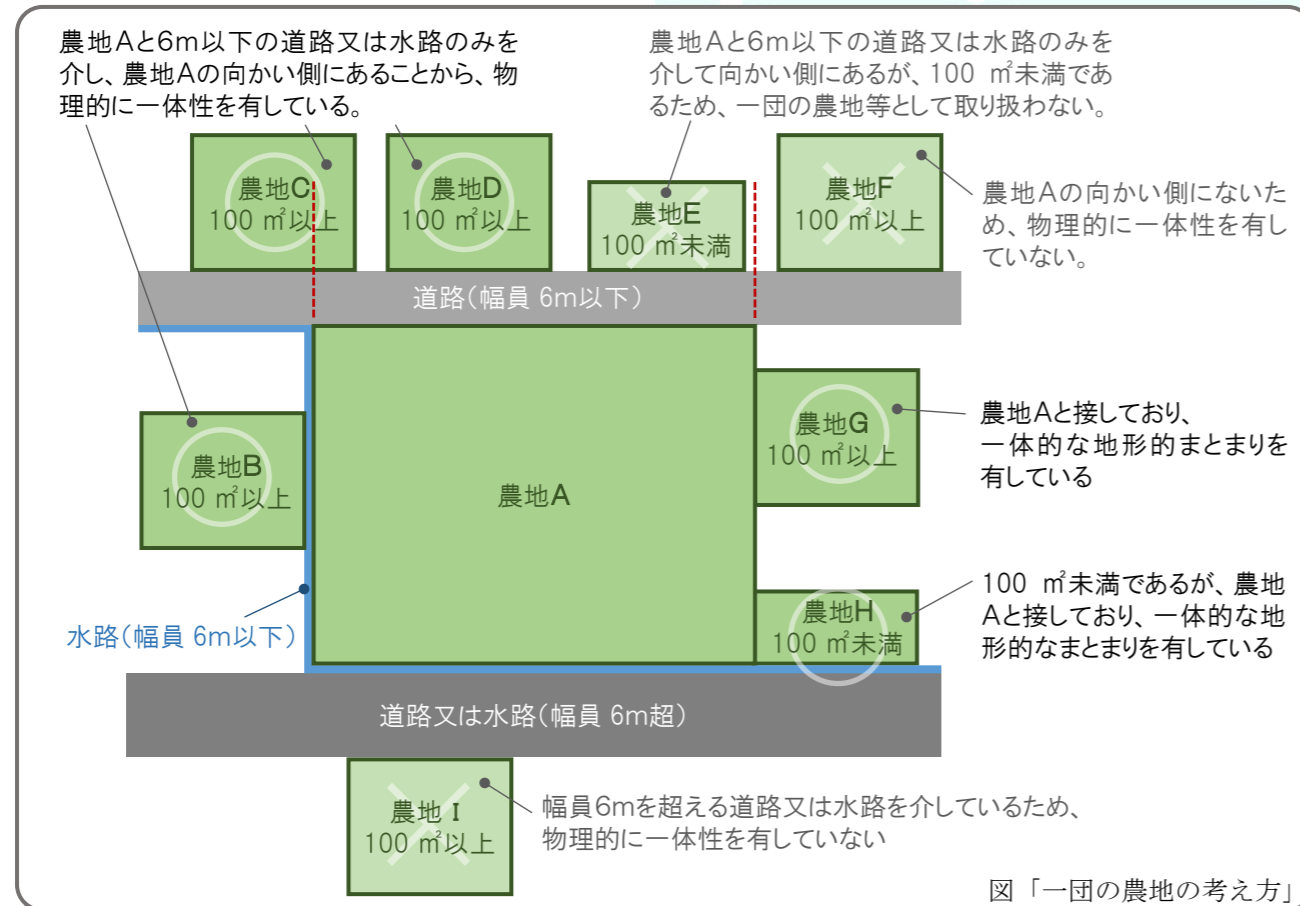 農地Aと6m以下の道路又は水路のみを
介し、農地Aの向かい側にあることから、物
理的に一体性を有している。
農地Aと6m以下の道路又は水路のみを
介して向かい側にあるが、100 ㎡未満であ
るため、一団の農地等として取り扱わない。
農地C
100 ㎡以上
農地D
100 ㎡以上
農地E
100 ㎡未満
農地F
100 ㎡以上
農地Aの向かい側にないた
め、物理的に一体性を有し
ていない。
道路(幅員 6m以下)
農地B
100 ㎡以上
農地A
農地G
100 ㎡以上
農地Aと接しており、
一体的な地形的まとまりを
有している
農地H
100 ㎡未満
100 ㎡未満であるが、農地
Aと接しており、一体的な地
形的なまとまりを有している
水路(幅員 6m以下)
道路又は水路(幅員 6m超)
農地I
100 ㎡以上
幅員6mを超える道路又は水路を介しているため、
物理的に一体性を有していない
図「一団の農地の考え方」